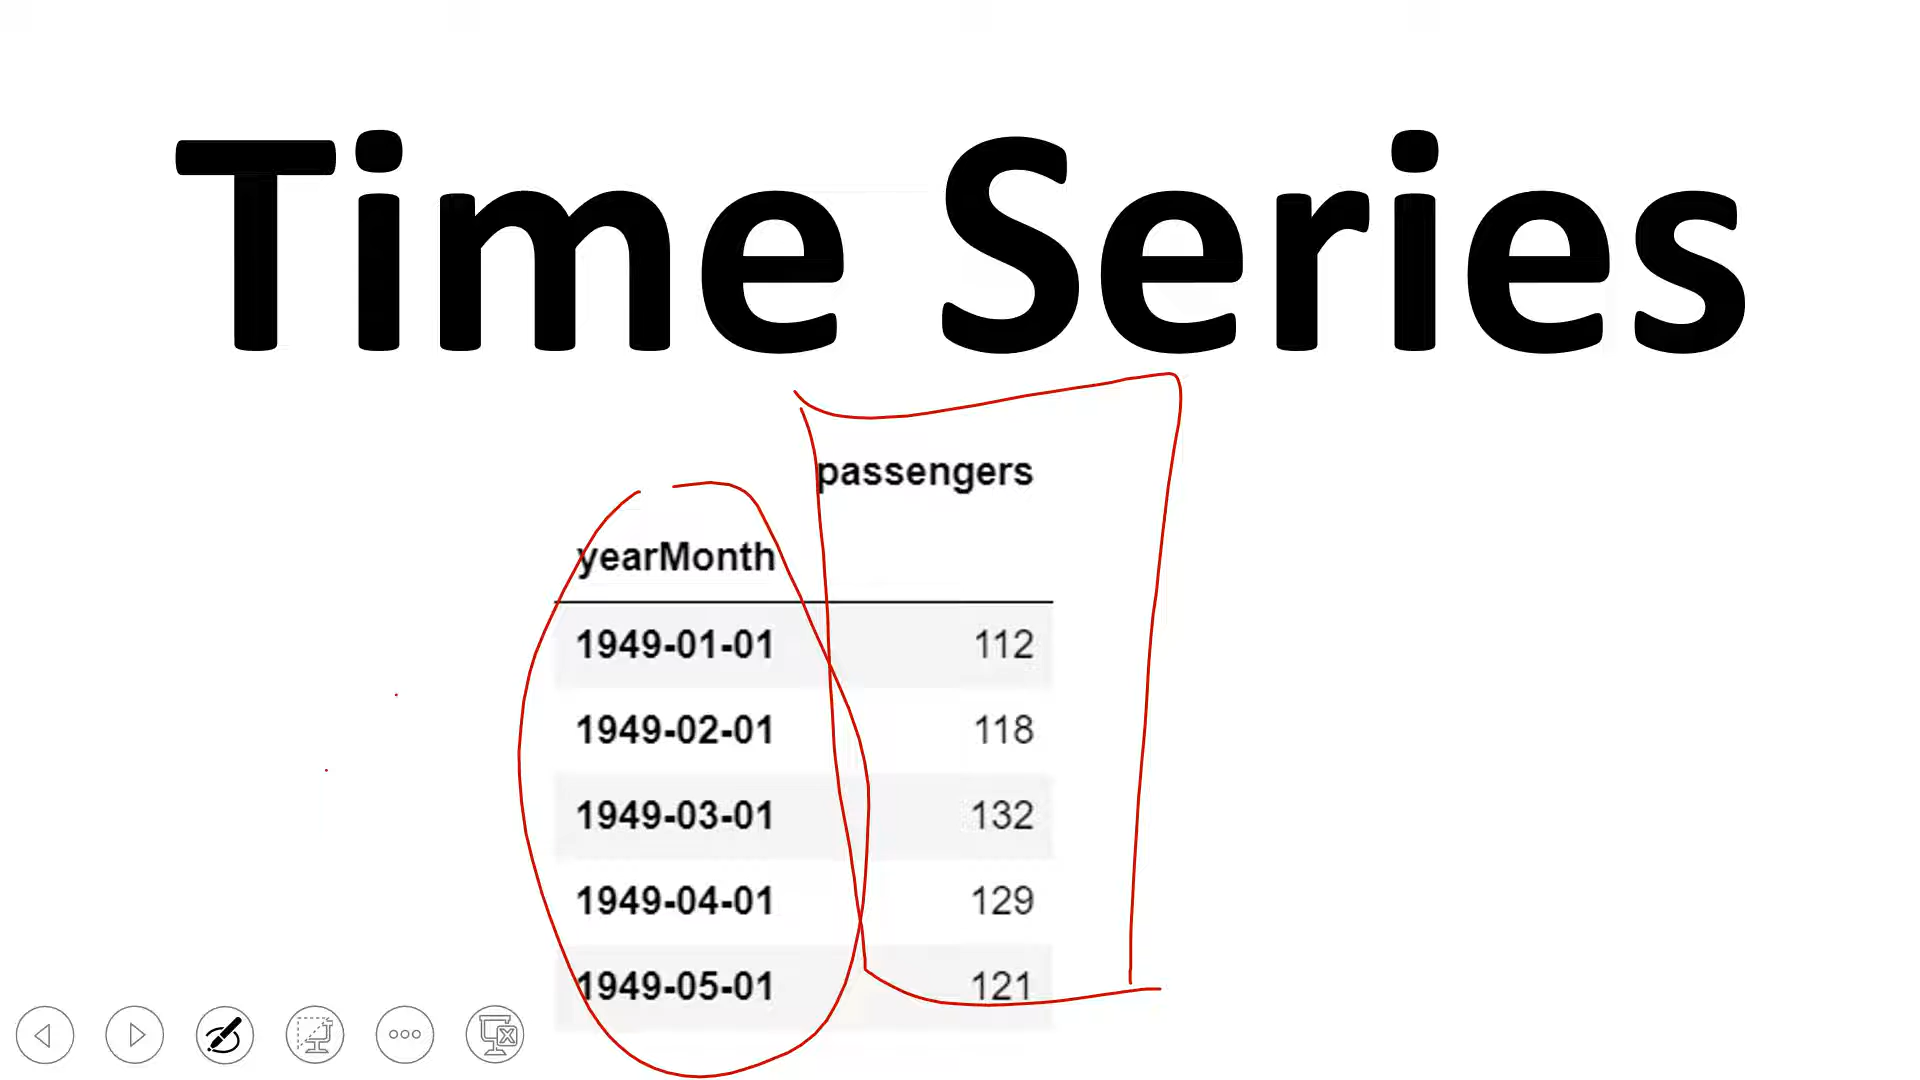 Time Series
passengers
yearMonth
1949-01-01 112
1949-02-01 118
1949-03-01 132
1949-04-01 129
1949-05-01 121